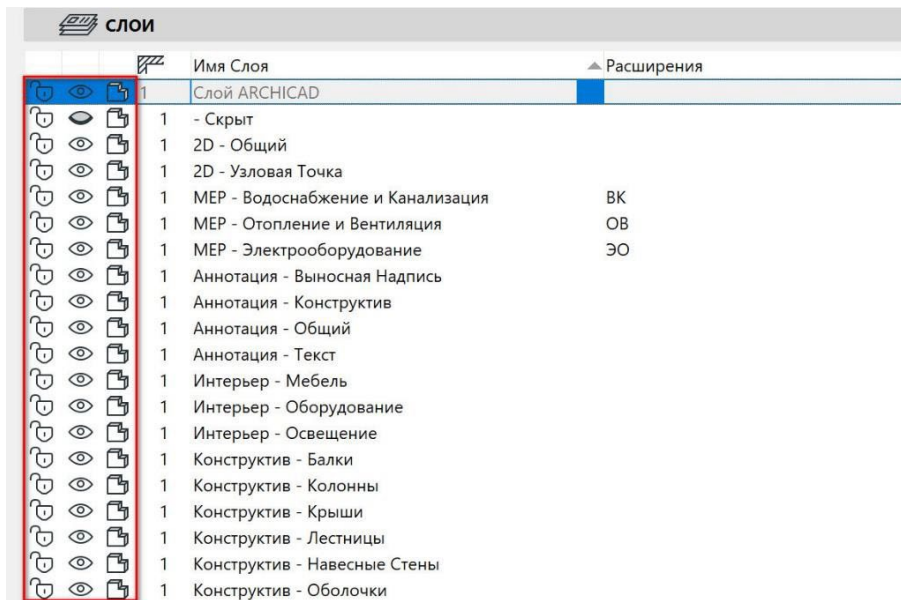 СЛОИ
Имя Слоя Расширения
1 Слой ARCHICAD
1 - Скрыт
1 2D - Общий
1 2D - Узловая Точка
1 МЕР - Водоснабжение и Канализация ВК
1 МЕР - Отопление и Вентиляция ОВ
1 МЕР - Электрооборудование ЭО
1 Аннотация - Выносная Надпись
1 Аннотация - Конструктив
1 Аннотация - Общий
1 Аннотация - Текст
1 Интерьер - Мебель
1 Интерьер - Оборудование
1 Интерьер - Освещение
1 Конструктив - Балки
1 Конструктив - Колонны
1 Конструктив - Крыши
1 Конструктив - Лестницы
1 Конструктив - Навесные Стены
1 Конструктив - Оболочки